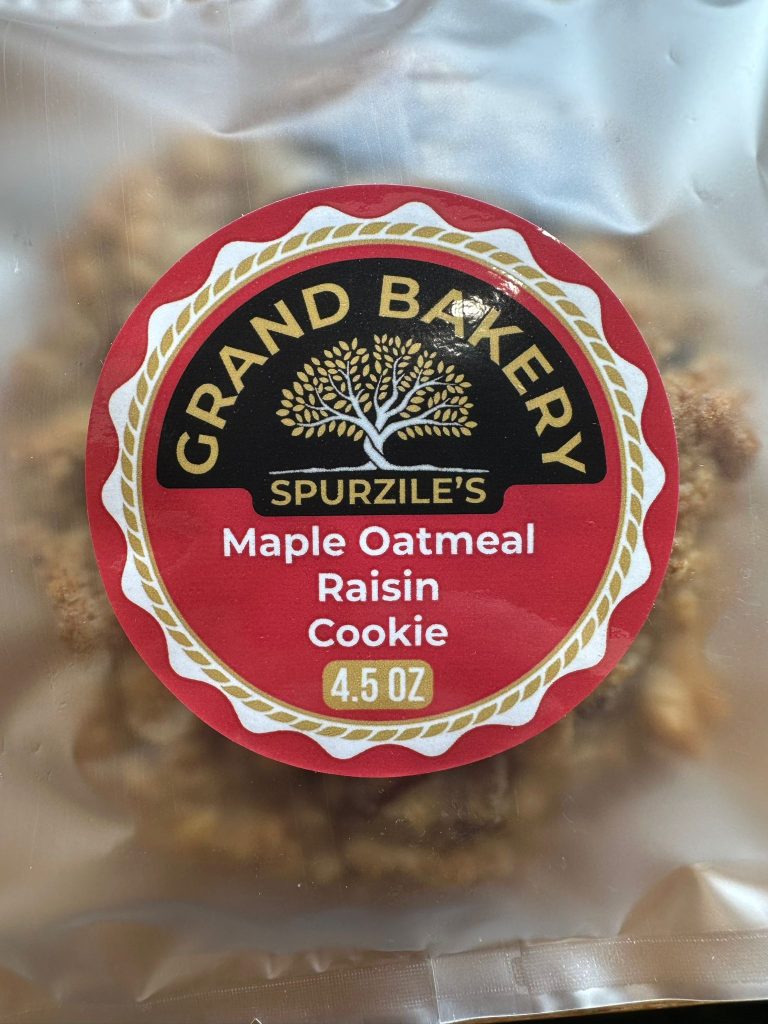 GRAND BAKERY
SPURZILE'S
Maple Oatmeal
Raisin
Cookie
4.5 OZ